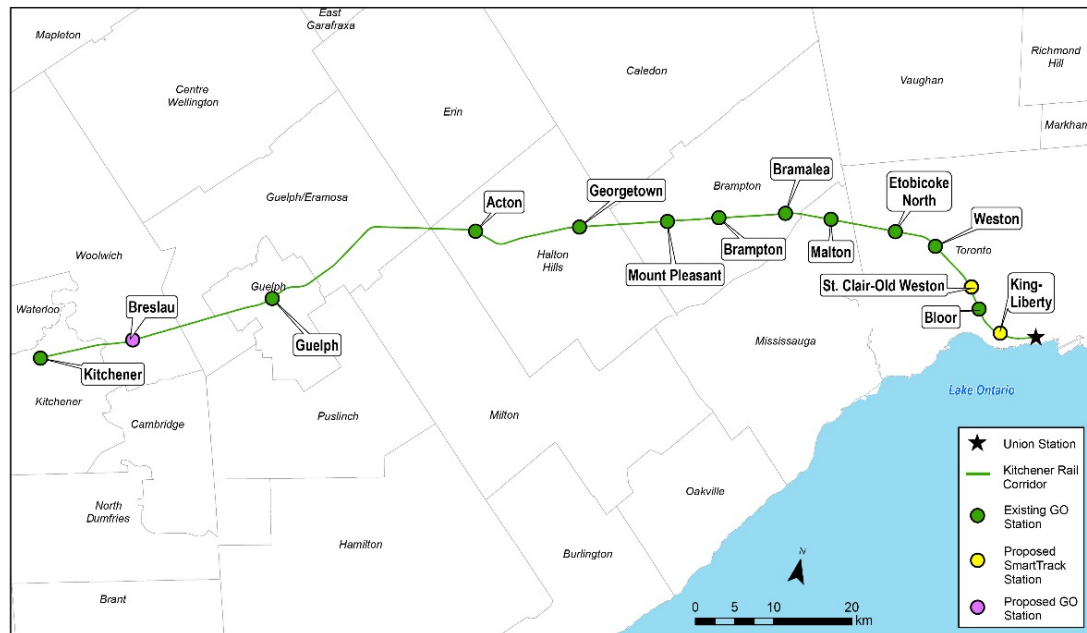 East
Garafraxa
Mapleton
Richmond
Hill
Caledon
Vaughan
Centre
Wellington
Erin
Markham
Bramalea
Etobicoke
North
Georgetown
Brampton
Guelph/Eramosa
Acton
Weston
Brampton
Malton
Toronto
Woolwich
Halton
Hills
Mount Pleasant
St. Clair-Old Weston
King-
Liberty
Guelph
Waterloo
Breslau
Bloor
Guelph
Mississauga
Kitchener
Kitchener
Lake Ontario
Cambridge
Puslinch
Milton
Oakville
North
Dumfries
Hamilton
Burlington
Brant
N
0 5 10 20
km
Union Station
Kitchener Rail
Corridor
Existing GO
Station
Proposed
SmartTrack
Station
Proposed GO
Station